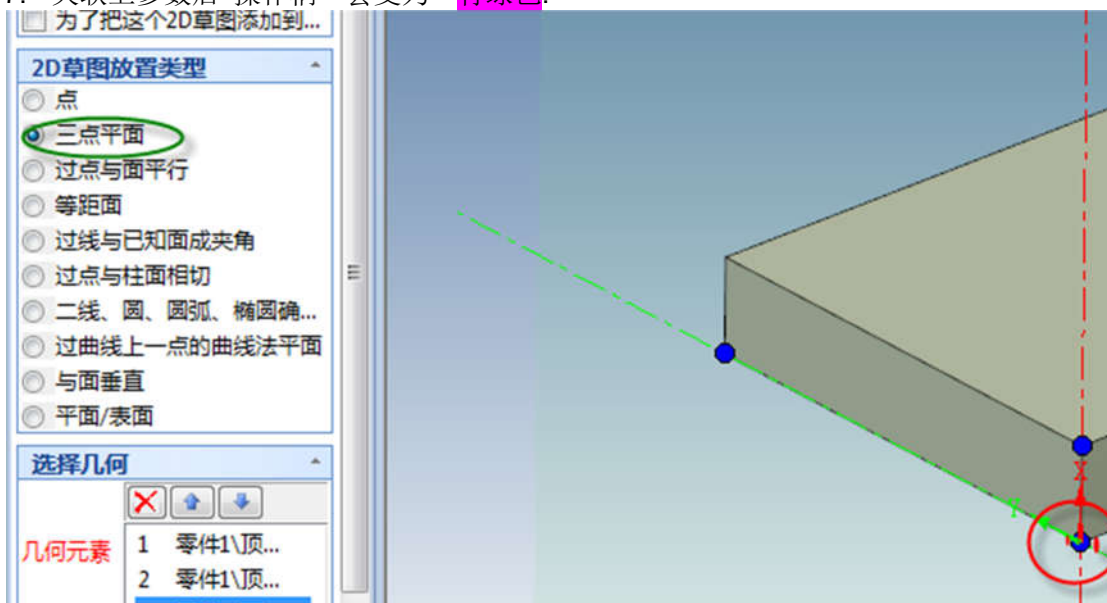 为了把这个2D草图添加到...
2D草图放置类型
点
三点平面
过点与面平行
等距面
过线与已知面成夹角
过点与柱面相切
二线、圆、圆弧、椭圆确...
过曲线上一点的曲线法平面
与面垂直
平面/表面
选择几何
几何元素
1 零件1\顶...
2 零件1\顶...
X